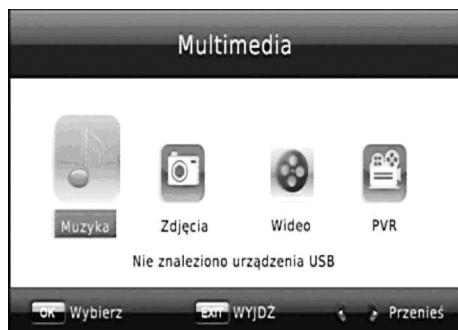 Multimedia
Muzyka Zdjęcia Wideo PVR
Nie znaleziono urządzenia USB
OK Wybierz EXIT WYJDŹ Przenieś